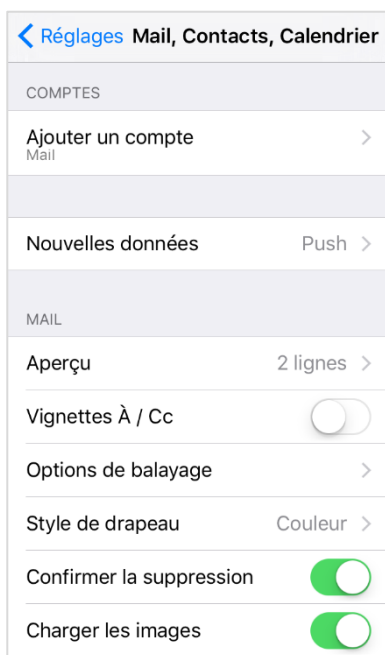 Réglages Mail, Contacts, Calendrier
COMPTES
Ajouter un compte
Mail
Nouvelles données Push
MAIL
Aperçu 2 lignes
Vignettes À / Cc
Options de balayage
Style de drapeau Couleur
Confirmer la suppression
Charger les images